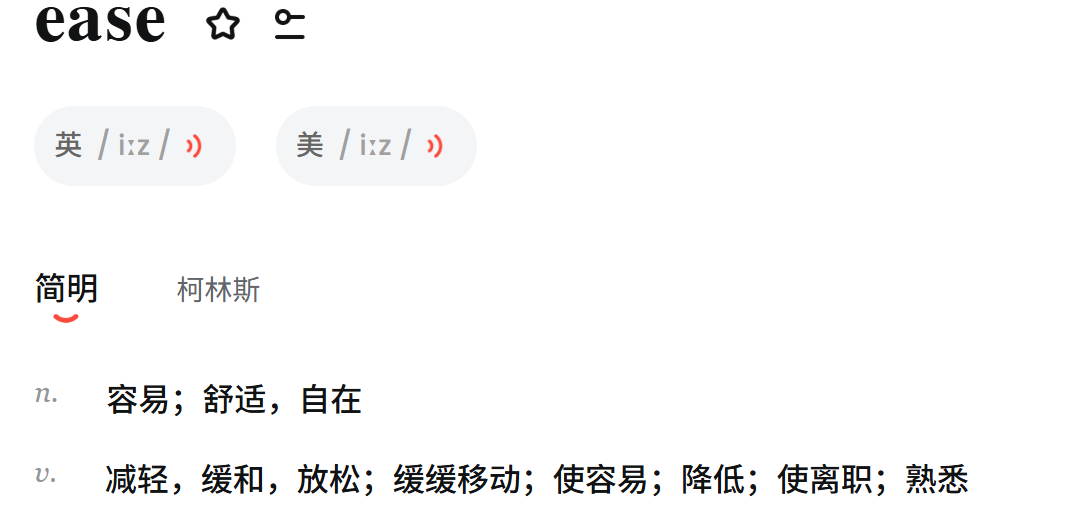 ease
英 / iːz /
美 / iːz /
简明 柯林斯
n. 容易；舒适，自在
v. 减轻，缓和，放松；缓缓移动；使容易；降低；使离职；熟悉